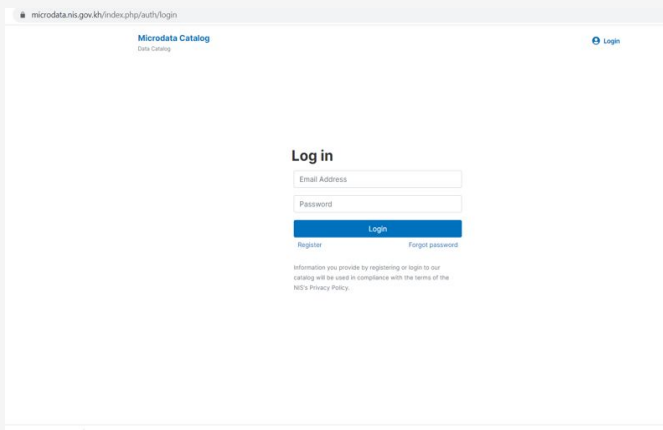 microdata.nis.gov.kh/index.php/auth/login
Microdata Catalog
Data Catalog
Login
Log in
Email Address
Password
Login
Register Forgot password
Information you provide by registering or login to our
catalog will be used in compliance with the terms of the
NIS's Privacy Policy.